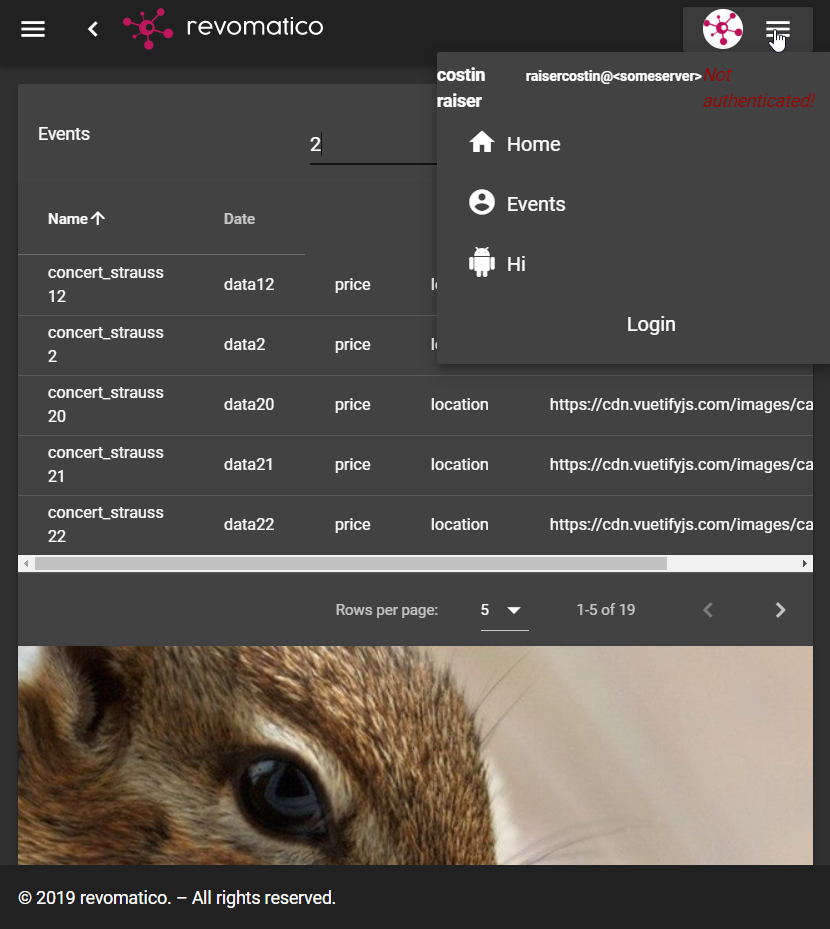 revomatico
costin raisercostin@<someserver> Not
raiser authenticated!
Home
Events
Hi
Login
Events
2
Name Date
concert_strauss
12 data12 price
concert_strauss
2 data2 price
concert_strauss
20 data20 price location https://cdn.vuetifyjs.com/images/ca
concert_strauss
21 data21 price location https://cdn.vuetifyjs.com/images/ca
concert_strauss
22 data22 price location https://cdn.vuetifyjs.com/images/ca
Rows per page: 5 1-5 of 19
© 2019 revomatico. – All rights reserved.